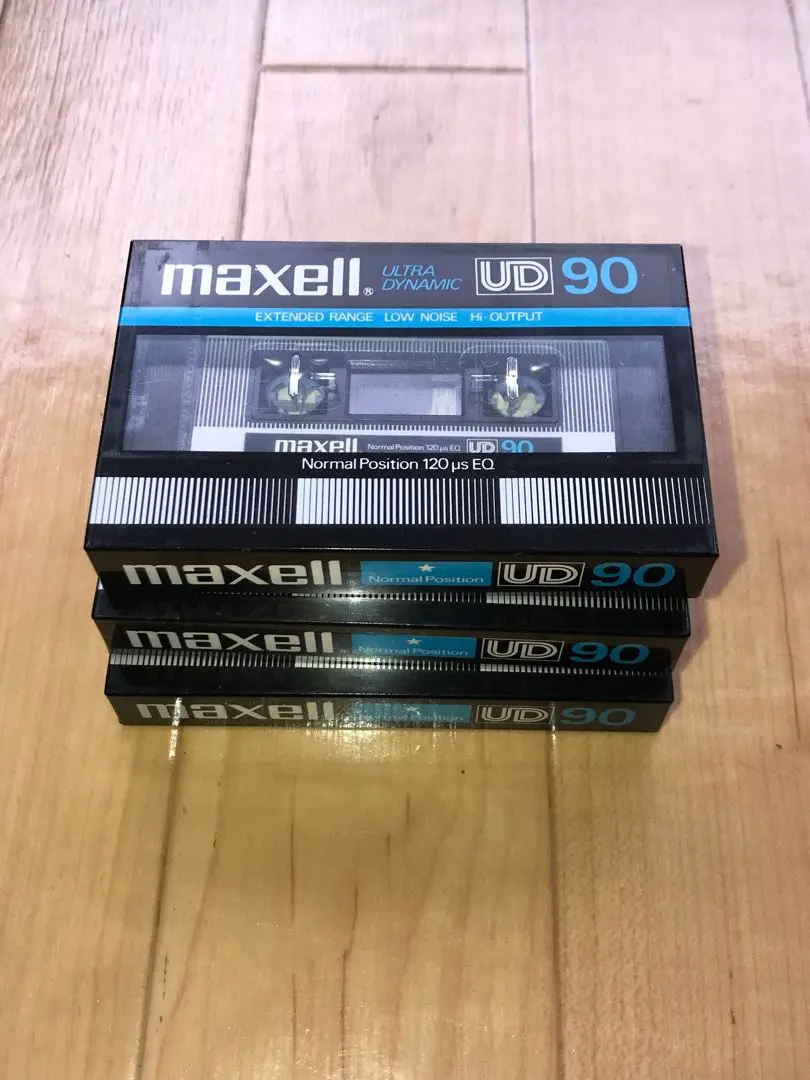 maxell® ULTRA DYNAMIC UD 90
EXTENDED RANGE LOW NOISE Hi-OUTPUT
maxell Normal Position 120 µs EQ UD 90
Normal Position 120 µs EQ
maxell Normal Position UD 90
maxell Normal Position UD 90
maxell Normal Position UD 90